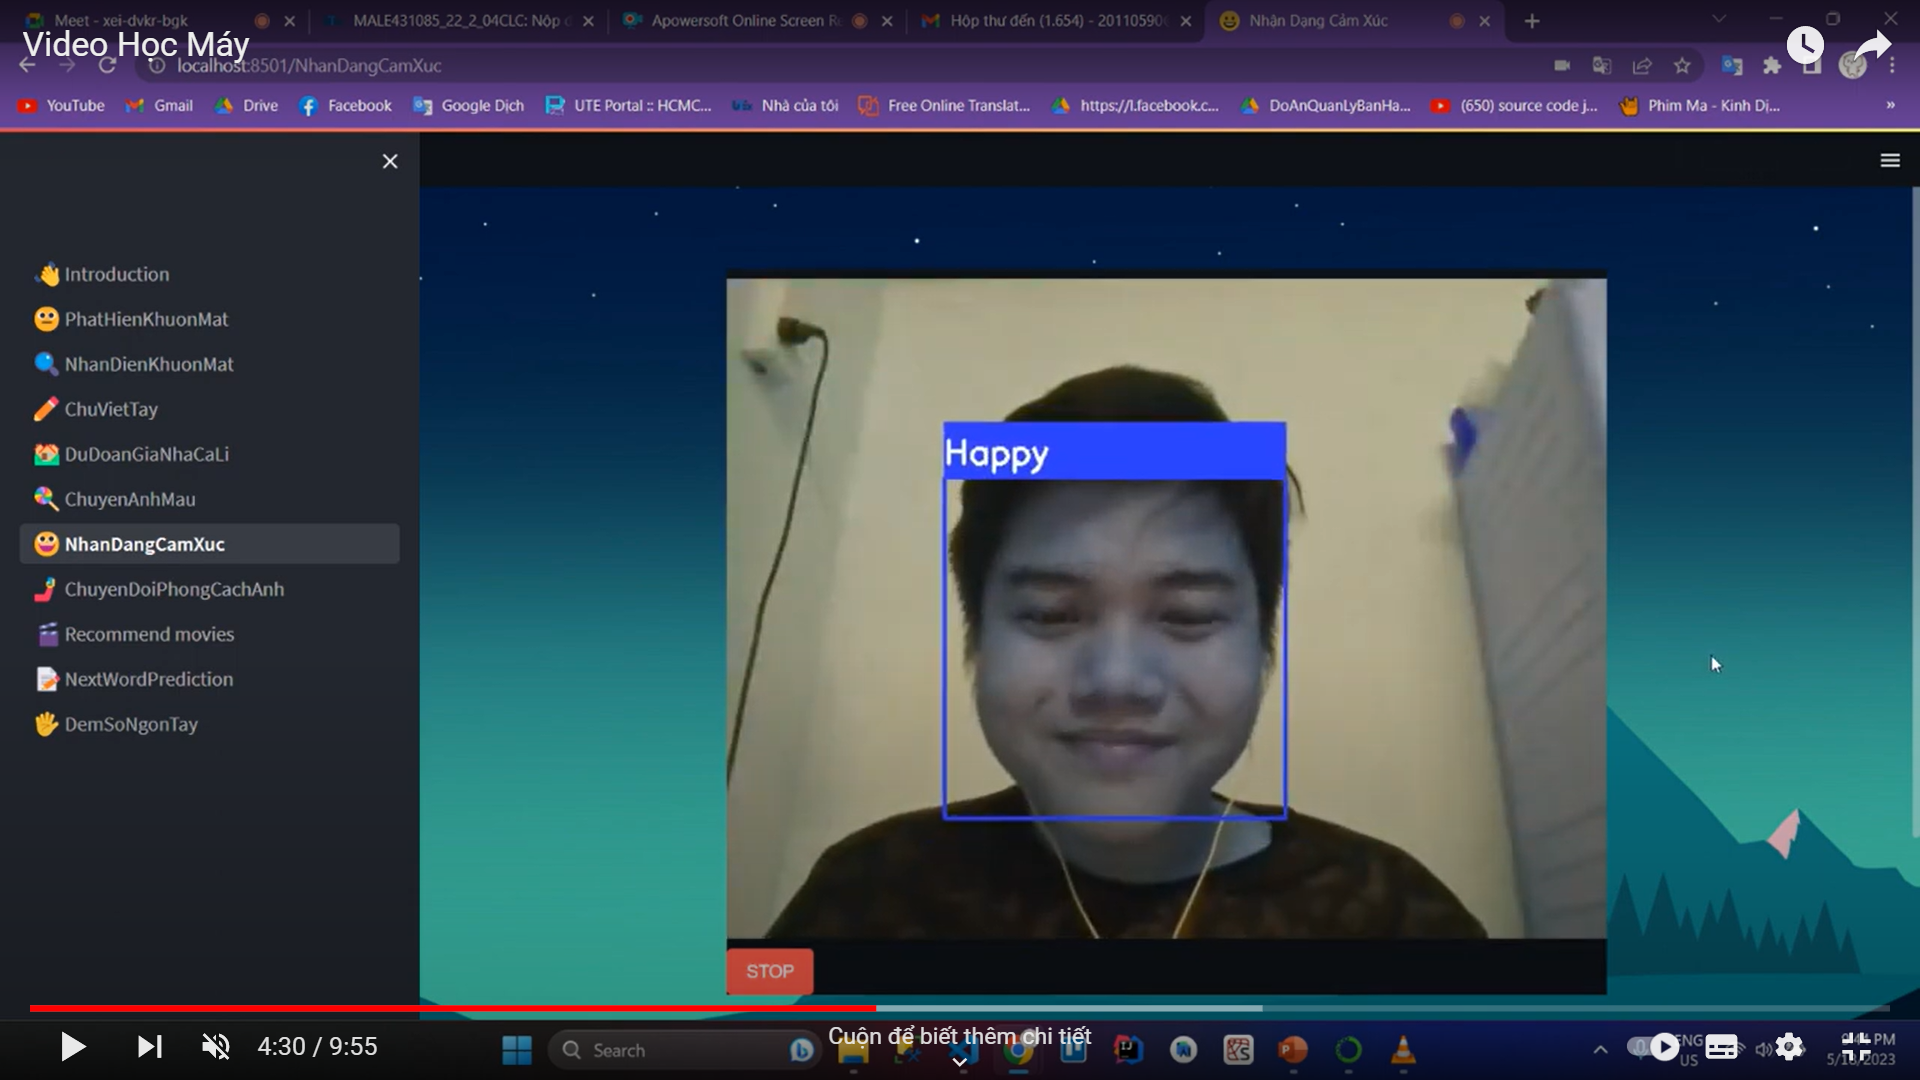 Meet - xei-dvkr-bgk
MALE431085_22_2_04CLC: Nộp
Apowersoft Online Screen Re
Hộp thư đến (1.654) - 20110590
Nhận Dạng Cảm Xúc
Video Học Máy
localhost:8501/NhanDangCamXuc
YouTube
Gmail
Drive
Facebook
Google Dịch
UTE Portal :: HCMC...
Nhà của tôi
Free Online Translat...
https://l.facebook.c...
DoAnQuanLyBanHa...
(650) source code j...
Phim Ma - Kinh Dị...
»
Introduction
PhatHienKhuonMat
NhanDienKhuonMat
ChuVietTay
DuDoanGiaNhaCaLi
ChuyenAnhMau
NhanDangCamXuc
ChuyenDoiPhongCachAnh
Recommend movies
NextWordPrediction
DemSoNgonTay
Happy
STOP
4:30 / 9:55
Search
Cuộn để biết thêm chi tiết
ENG
US
PM